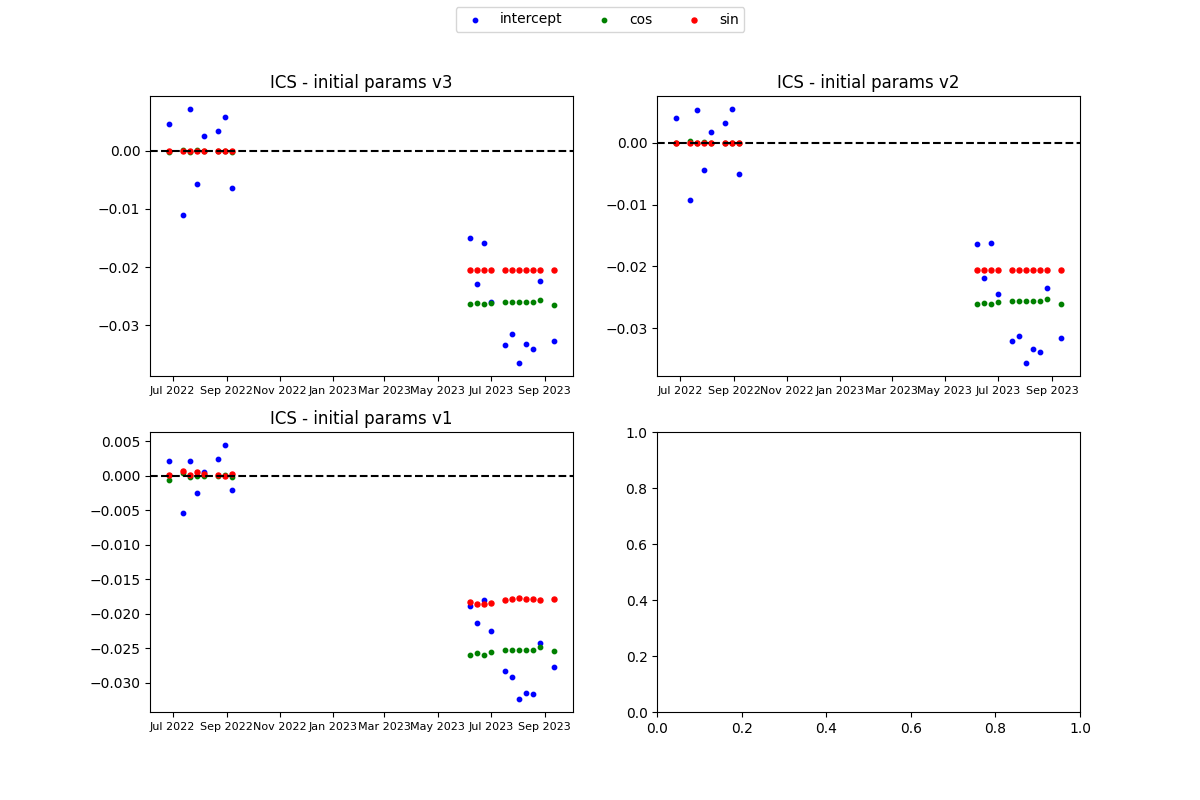 intercept cos sin
ICS - initial params v3
0.00
−0.01
−0.02
−0.03
Jul 2022 Sep 2022 Nov 2022 Jan 2023 Mar 2023 May 2023 Jul 2023 Sep 2023
ICS - initial params v2
0.00
−0.01
−0.02
−0.03
Jul 2022 Sep 2022 Nov 2022 Jan 2023 Mar 2023 May 2023 Jul 2023 Sep 2023
ICS - initial params v1
0.005
0.000
−0.005
−0.010
−0.015
−0.020
−0.025
−0.030
Jul 2022 Sep 2022 Nov 2022 Jan 2023 Mar 2023 May 2023 Jul 2023 Sep 2023
1.0
0.8
0.6
0.4
0.2
0.0
0.0 0.2 0.4 0.6 0.8 1.0